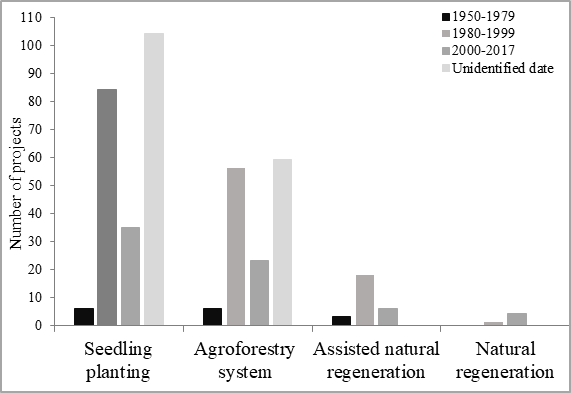 110
100
90
80
70
60
50
40
30
20
10
0
Number of projects
1950-1979
1980-1999
2000-2017
Unidentified date
Seedling
planting
Agroforestry
system
Assisted natural
regeneration
Natural
regeneration